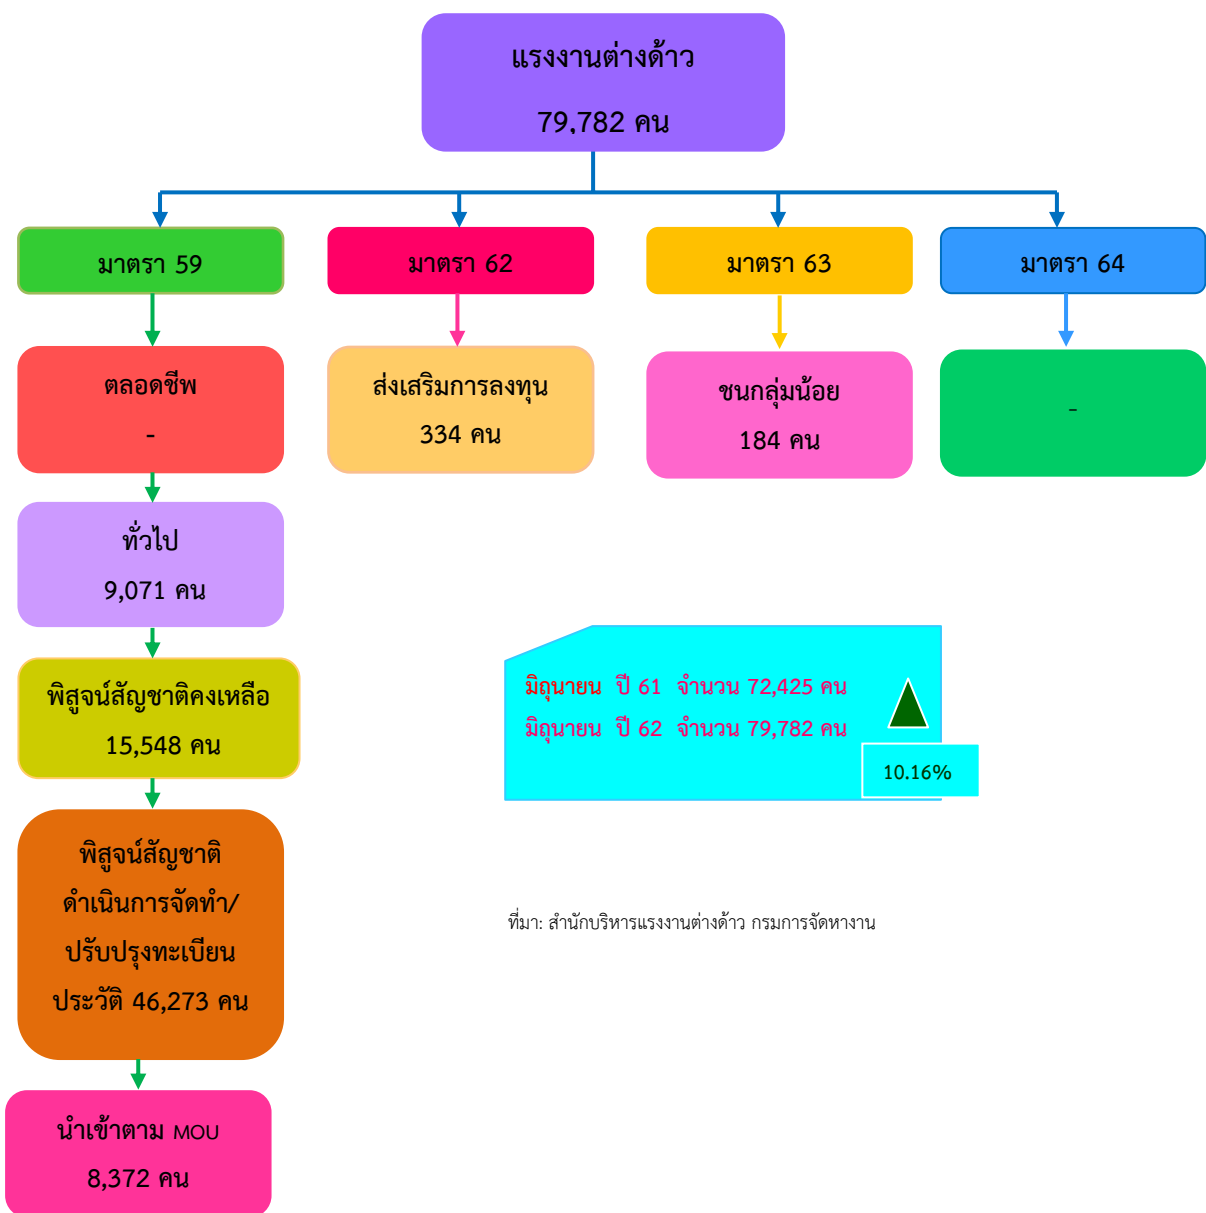 แรงงานต่างด้าว
79,782 คน
มาตรา 59
มาตรา 62
มาตรา 63
มาตรา 64
ตลอดชีพ
-
ส่งเสริมการลงทุน
334 คน
ชนกลุ่มน้อย
184 คน
-
ทั่วไป
9,071 คน
พิสูจน์สัญชาติคงเหลือ
15,548 คน
พิสูจน์สัญชาติ
ดำเนินการจัดทำ/
ปรับปรุงทะเบียน
ประวัติ 46,273 คน
นำเข้าตาม MOU
8,372 คน
มิถุนายน ปี 61 จำนวน 72,425 คน
มิถุนายน ปี 62 จำนวน 79,782 คน
10.16%
ที่มา: สำนักบริหารแรงงานต่างด้าว กรมการจัดหางาน